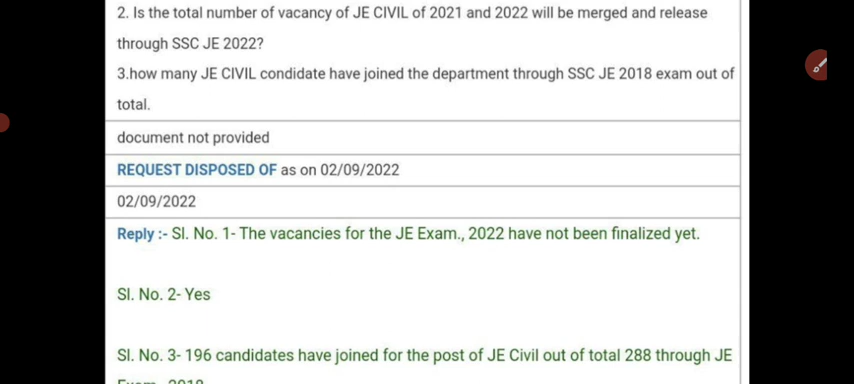 2. Is the total number of vacancy of JE CIVIL of 2021 and 2022 will be merged and release
through SSC JE 2022?
3.how many JE CIVIL condidate have joined the department through SSC JE 2018 exam out of
total.
document not provided
REQUEST DISPOSED OF as on 02/09/2022
02/09/2022
Reply :- Sl. No. 1- The vacancies for the JE Exam., 2022 have not been finalized yet.
Sl. No. 2- Yes
Sl. No. 3- 196 candidates have joined for the post of JE Civil out of total 288 through JE
Exam., 2018